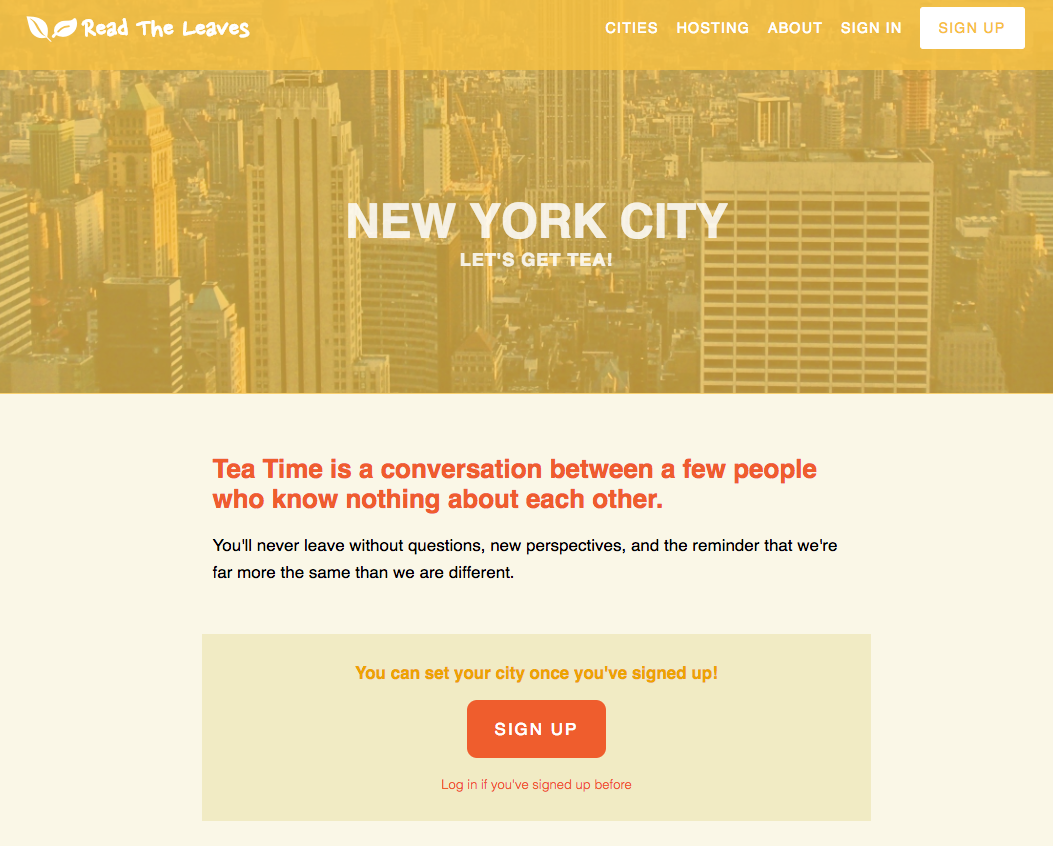 Read The Leaves
CITIES HOSTING ABOUT SIGN IN SIGN UP
NEW YORK CITY
LET'S GET TEA!
Tea Time is a conversation between a few people
who know nothing about each other.
You'll never leave without questions, new perspectives, and the reminder that we're
far more the same than we are different.
You can set your city once you've signed up!
SIGN UP
Log in if you've signed up before